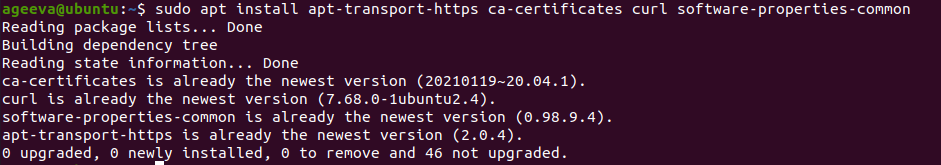 ageeva@ubuntu:~$ sudo apt install apt-transport-https ca-certificates curl software-properties-common
Reading package lists... Done
Building dependency tree
Reading state information... Done
ca-certificates is already the newest version (20210119~20.04.1).
curl is already the newest version (7.68.0-1ubuntu2.4).
software-properties-common is already the newest version (0.98.9.4).
apt-transport-https is already the newest version (2.0.4).
0 upgraded, 0 newly installed, 0 to remove and 46 not upgraded.